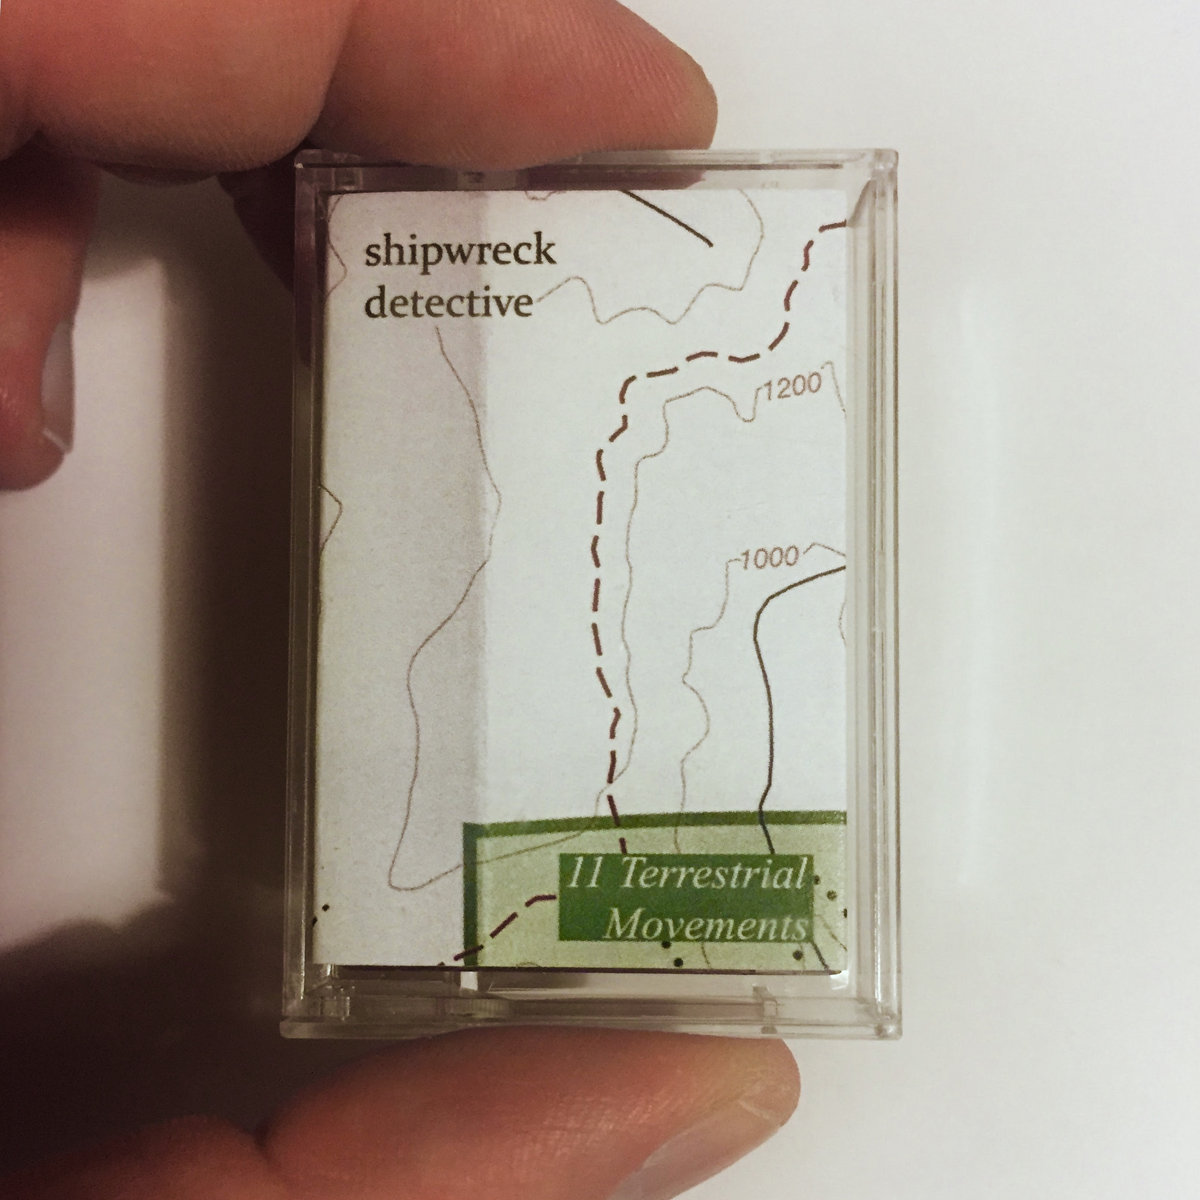 shipwreck
detective
1200
1000
11 Terrestrial
Movements